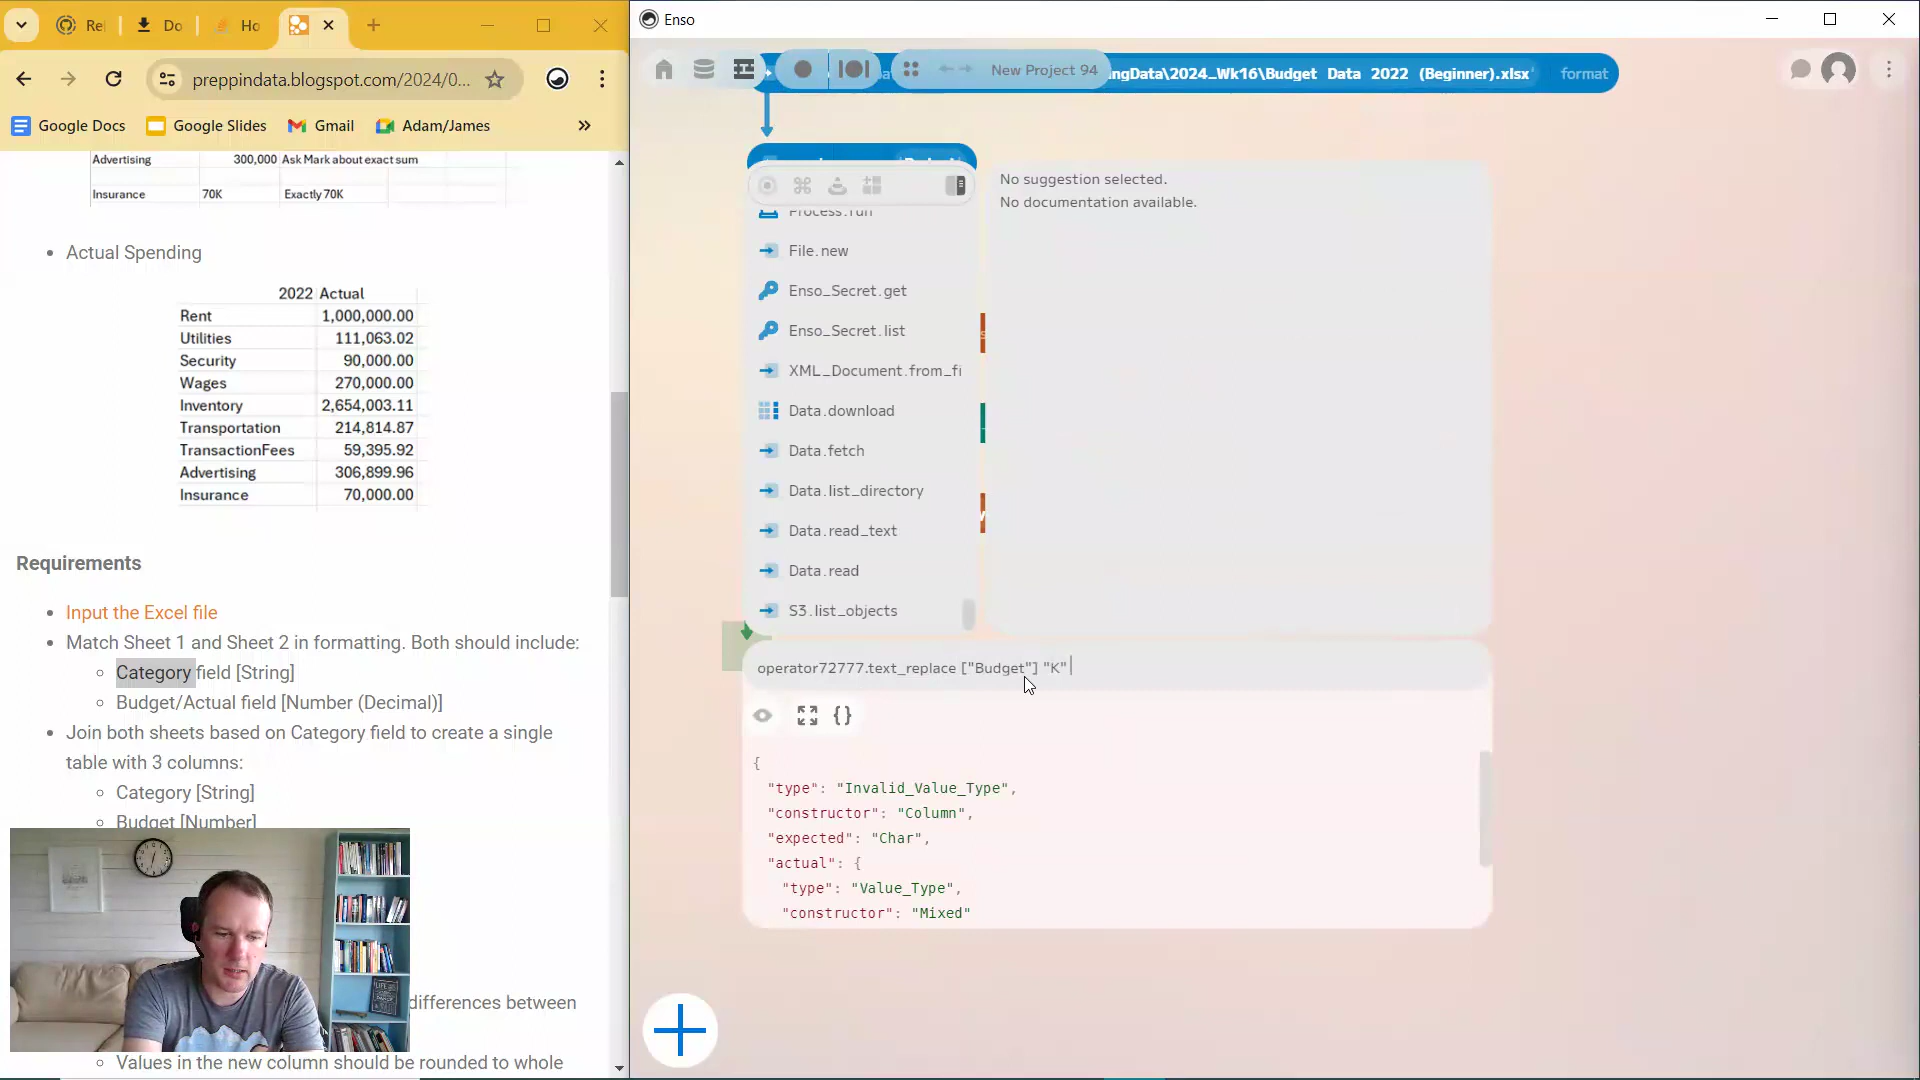 Rel
Do
Ho
preppindata.blogspot.com/2024/0...
Google Docs
Google Slides
Gmail
Adam/James
Advertising 300,000 Ask Mark about exact sum
Insurance 70K Exactly 70K
Actual Spending
2022 Actual
Rent 1,000,000.00
Utilities 111,063.02
Security 90,000.00
Wages 270,000.00
Inventory 2,654,003.11
Transportation 214,814.87
TransactionFees 59,395.92
Advertising 306,899.96
Insurance 70,000.00
Requirements
Input the Excel file
Match Sheet 1 and Sheet 2 in formatting. Both should include:
Category field [String]
Budget/Actual field [Number (Decimal)]
Join both sheets based on Category field to create a single
table with 3 columns:
Category [String]
Budget [Number]
differences between
Values in the new column should be rounded to whole
Enso
New Project 94
ingData\2024_Wk16\Budget Data 2022 (Beginner).xlsx' format
Process.run
File.new
Enso_Secret.get
Enso_Secret.list
XML_Document.from_fi
Data.download
Data.fetch
Data.list_directory
Data.read_text
Data.read
S3.list_objects
No suggestion selected.
No documentation available.
operator72777.text_replace ["Budget"] "K"
{
"type": "Invalid_Value_Type",
"constructor": "Column",
"expected": "Char",
"actual": {
"type": "Value_Type",
"constructor": "Mixed"